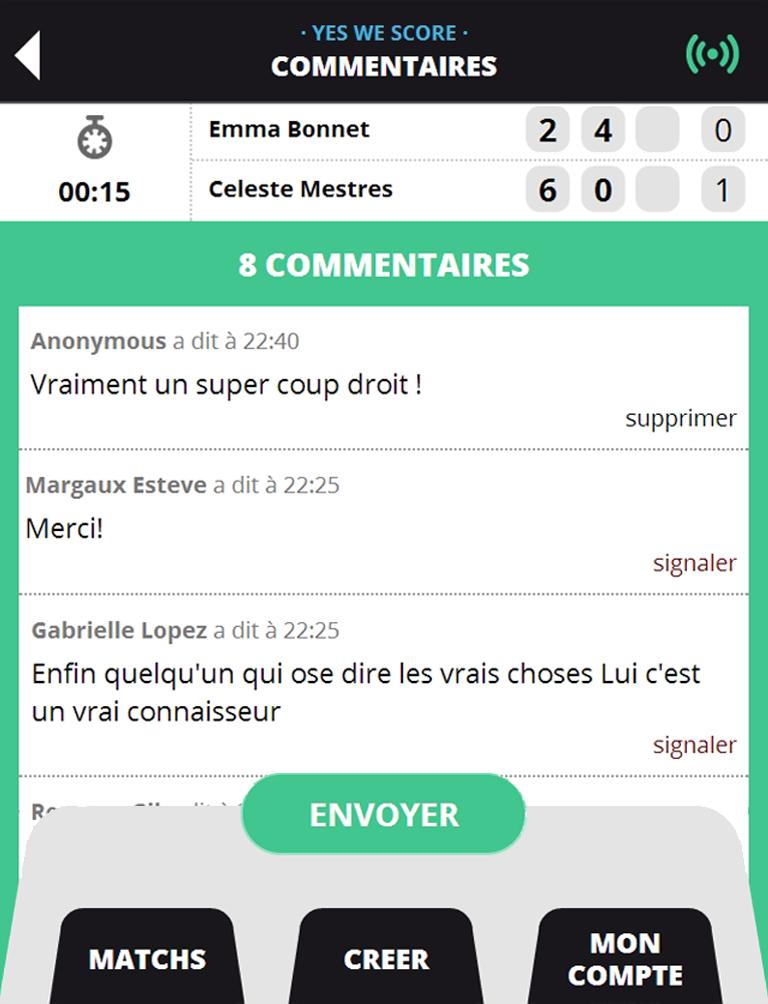 · YES WE SCORE ·
COMMENTAIRES
Emma Bonnet 2 4 0
00:15
Celeste Mestres 6 0 1
8 COMMENTAIRES
Anonymous a dit à 22:40
Vraiment un super coup droit !
supprimer
Margaux Esteve a dit à 22:25
Merci!
signaler
Gabrielle Lopez a dit à 22:25
Enfin quelqu'un qui ose dire les vrais choses Lui c'est
un vrai connaisseur
signaler
ENVOYER
MATCHS
CREER
MON
COMPTE